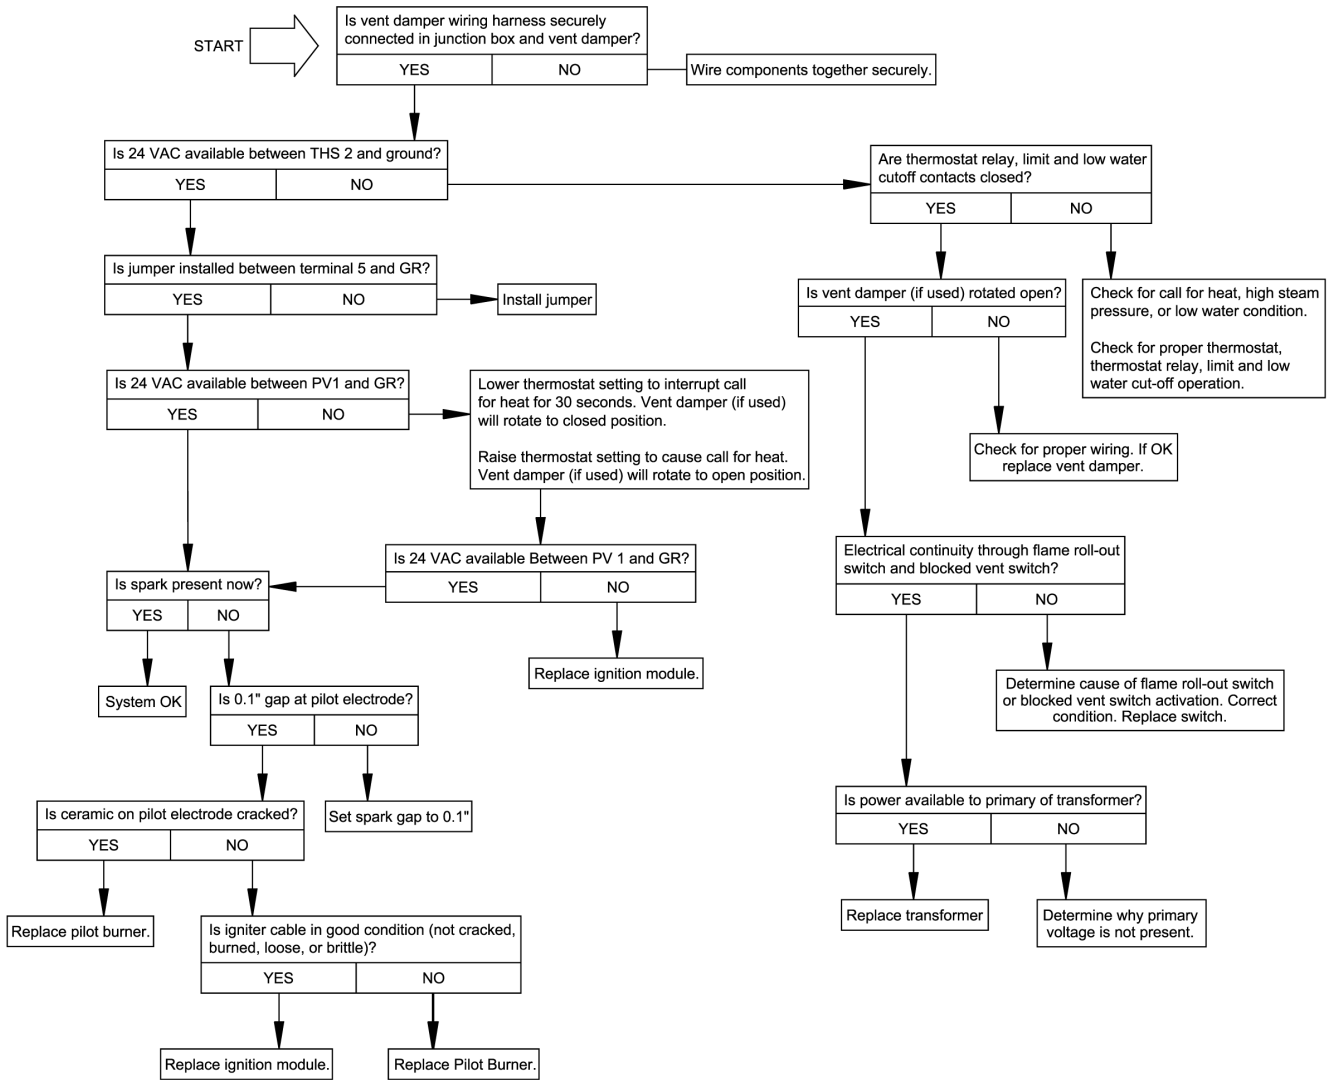 START
Is vent damper wiring harness securely
connected in junction box and vent damper?
YES
NO
Wire components together securely.
Is 24 VAC available between THS 2 and ground?
YES
NO
Are thermostat relay, limit and low water
cutoff contacts closed?
YES
NO
Is jumper installed between terminal 5 and GR?
YES
NO
Install jumper
Is vent damper (if used) rotated open?
YES
NO
Check for call for heat, high steam
pressure, or low water condition.
Check for proper thermostat,
thermostat relay, limit and low
water cut-off operation.
Is 24 VAC available between PV1 and GR?
YES
NO
Lower thermostat setting to interrupt call
for heat for 30 seconds. Vent damper (if used)
will rotate to closed position.
Raise thermostat setting to cause call for heat.
Vent damper (if used) will rotate to open position.
Check for proper wiring. If OK
replace vent damper.
Is 24 VAC available Between PV 1 and GR?
YES
NO
Electrical continuity through flame roll-out
switch and blocked vent switch?
YES
NO
Is spark present now?
YES
NO
Replace ignition module.
System OK
Is 0.1" gap at pilot electrode?
YES
NO
Determine cause of flame roll-out switch
or blocked vent switch activation. Correct
condition. Replace switch.
Is ceramic on pilot electrode cracked?
YES
NO
Set spark gap to 0.1"
Is power available to primary of transformer?
YES
NO
Replace pilot burner.
Is igniter cable in good condition (not cracked,
burned, loose, or brittle)?
YES
NO
Replace transformer
Determine why primary
voltage is not present.
Replace ignition module.
Replace Pilot Burner.